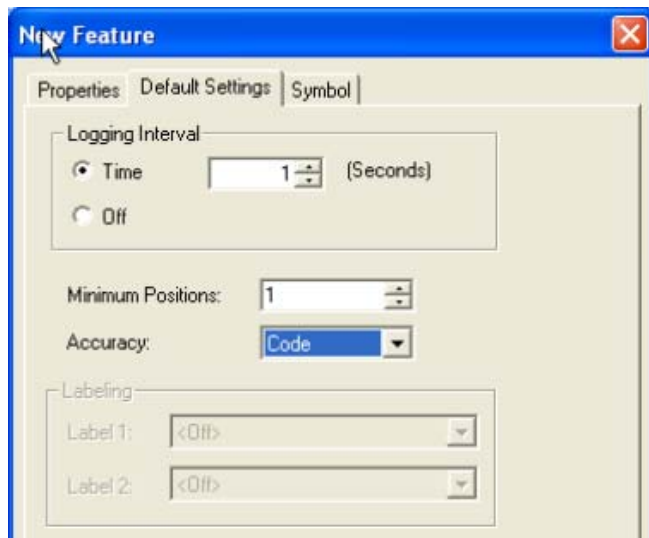 New Feature
Properties Default Settings Symbol
Logging Interval
Time 1 (Seconds)
Off
Minimum Positions: 1
Accuracy: Code
Labeling
Label 1: <Off>
Label 2: <Off>